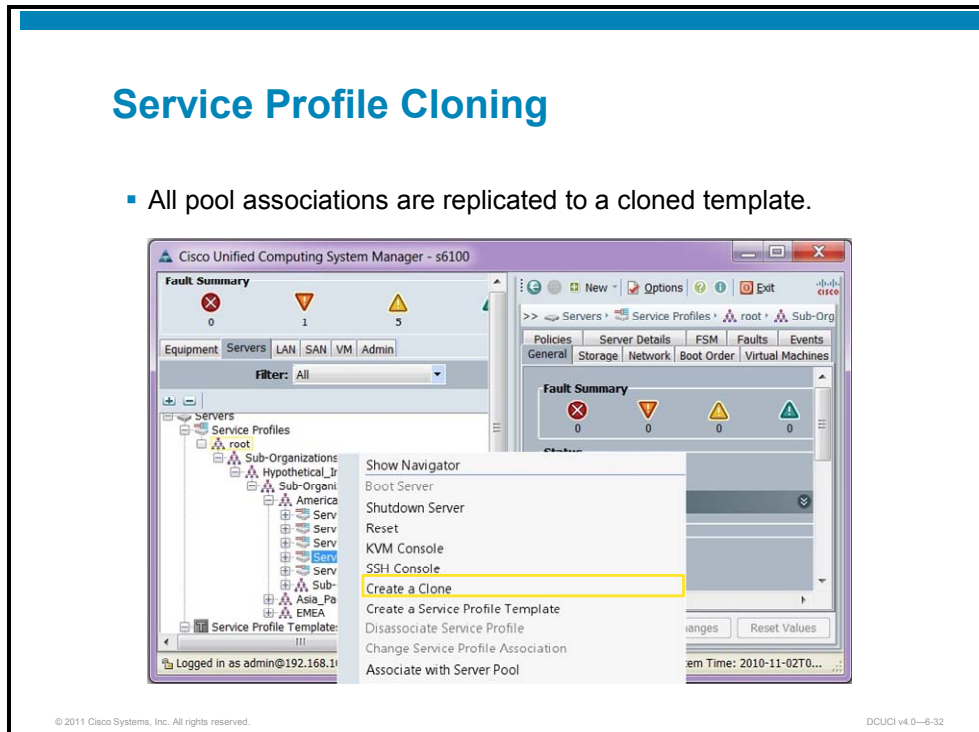 Service Profile Cloning
All pool associations are replicated to a cloned template.
Cisco Unified Computing System Manager - s6100
Fault Summary
0 1 5
Equipment Servers LAN SAN VM Admin
Filter: All
Servers
Service Profiles
root
Sub-Organizations
Hypothetical_Ir
Sub-Organi
America
Serv
Serv
Serv
Serv
Serv
Sub-
Asia_Pa
EMEA
Service Profile Template
Logged in as admin@192.168.1
New Options Exit
CISCO
>> Servers Service Profiles root Sub-Org
Policies Server Details FSM Faults Events
General Storage Network Boot Order Virtual Machines
Fault Summary
0 0 0 0
Status
Show Navigator
Boot Server
Shutdown Server
Reset
KVM Console
SSH Console
Create a Clone
Create a Service Profile Template
Disassociate Service Profile
Change Service Profile Association
Associate with Server Pool
anges Reset Values
em Time: 2010-11-02T0...
© 2011 Cisco Systems, Inc. All rights reserved.
DCUCI v4.0—6-32